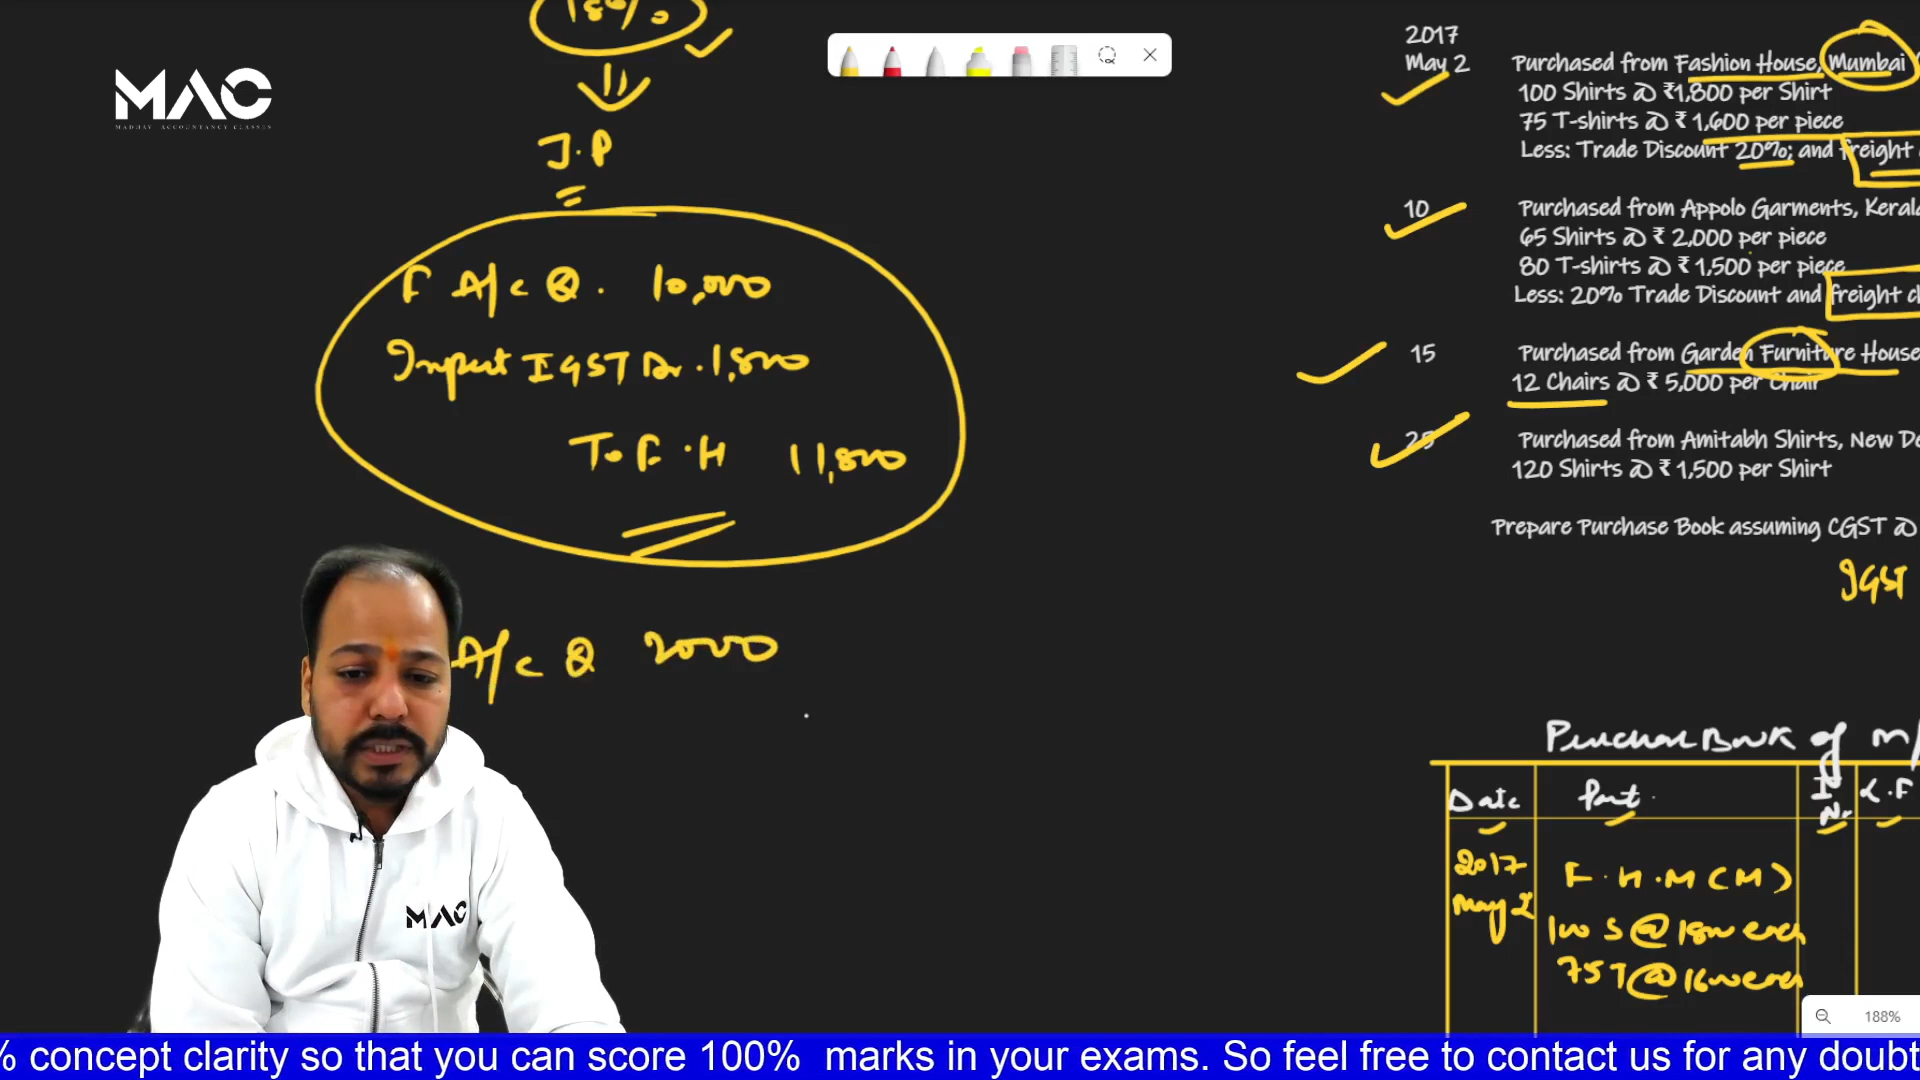 18%
MAC
MADHAV ACCOUNTANCY CLASSES
J.P
F A/c Dr. 10,000
Input IGST Dr. 1,800
To F.H 11,800
A/c Dr 2000
MAC
2017
May 2 Purchased from Fashion House, Mumbai
100 Shirts @ ₹1,800 per Shirt
75 T-shirts @ ₹ 1,600 per piece
Less: Trade Discount 20%; and freight
10 Purchased from Appolo Garments, Kerala
65 Shirts @ ₹ 2,000 per piece
80 T-shirts @ ₹ 1,500 per piece
Less: 20% Trade Discount and freight
15 Purchased from Garden Furniture House
12 Chairs @ ₹ 5,000 per Chair
25 Purchased from Amitabh Shirts, New De
120 Shirts @ ₹ 1,500 per Shirt
Prepare Purchase Book assuming CGST @
IGST
Purchase Book of M/
Date Part. I N. L.F
2017 F.H.M (M)
May 2 100 S @ 1800 each
75 T @ 1600 each
188%
% concept clarity so that you can score 100% marks in your exams. So feel free to contact us for any doubt